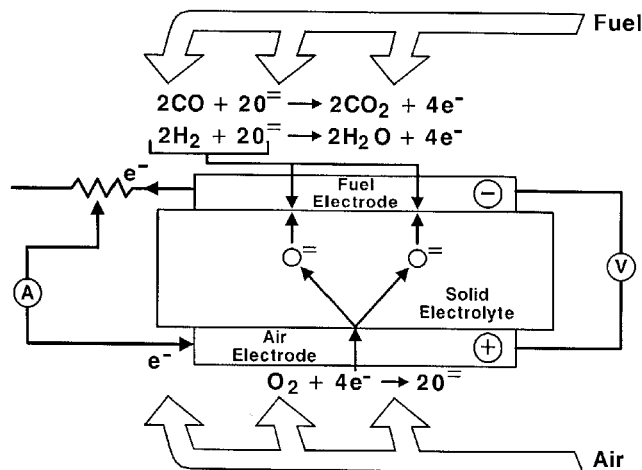 Fuel
2CO + 2O⁼ → 2CO₂ + 4e⁻
2H₂ + 2O⁼ → 2H₂O + 4e⁻
e⁻
Fuel
Electrode
−
O⁼ O⁼
A
V
Solid
Electrolyte
Air
Electrode
+
e⁻
O₂ + 4e⁻ → 2O⁼
Air